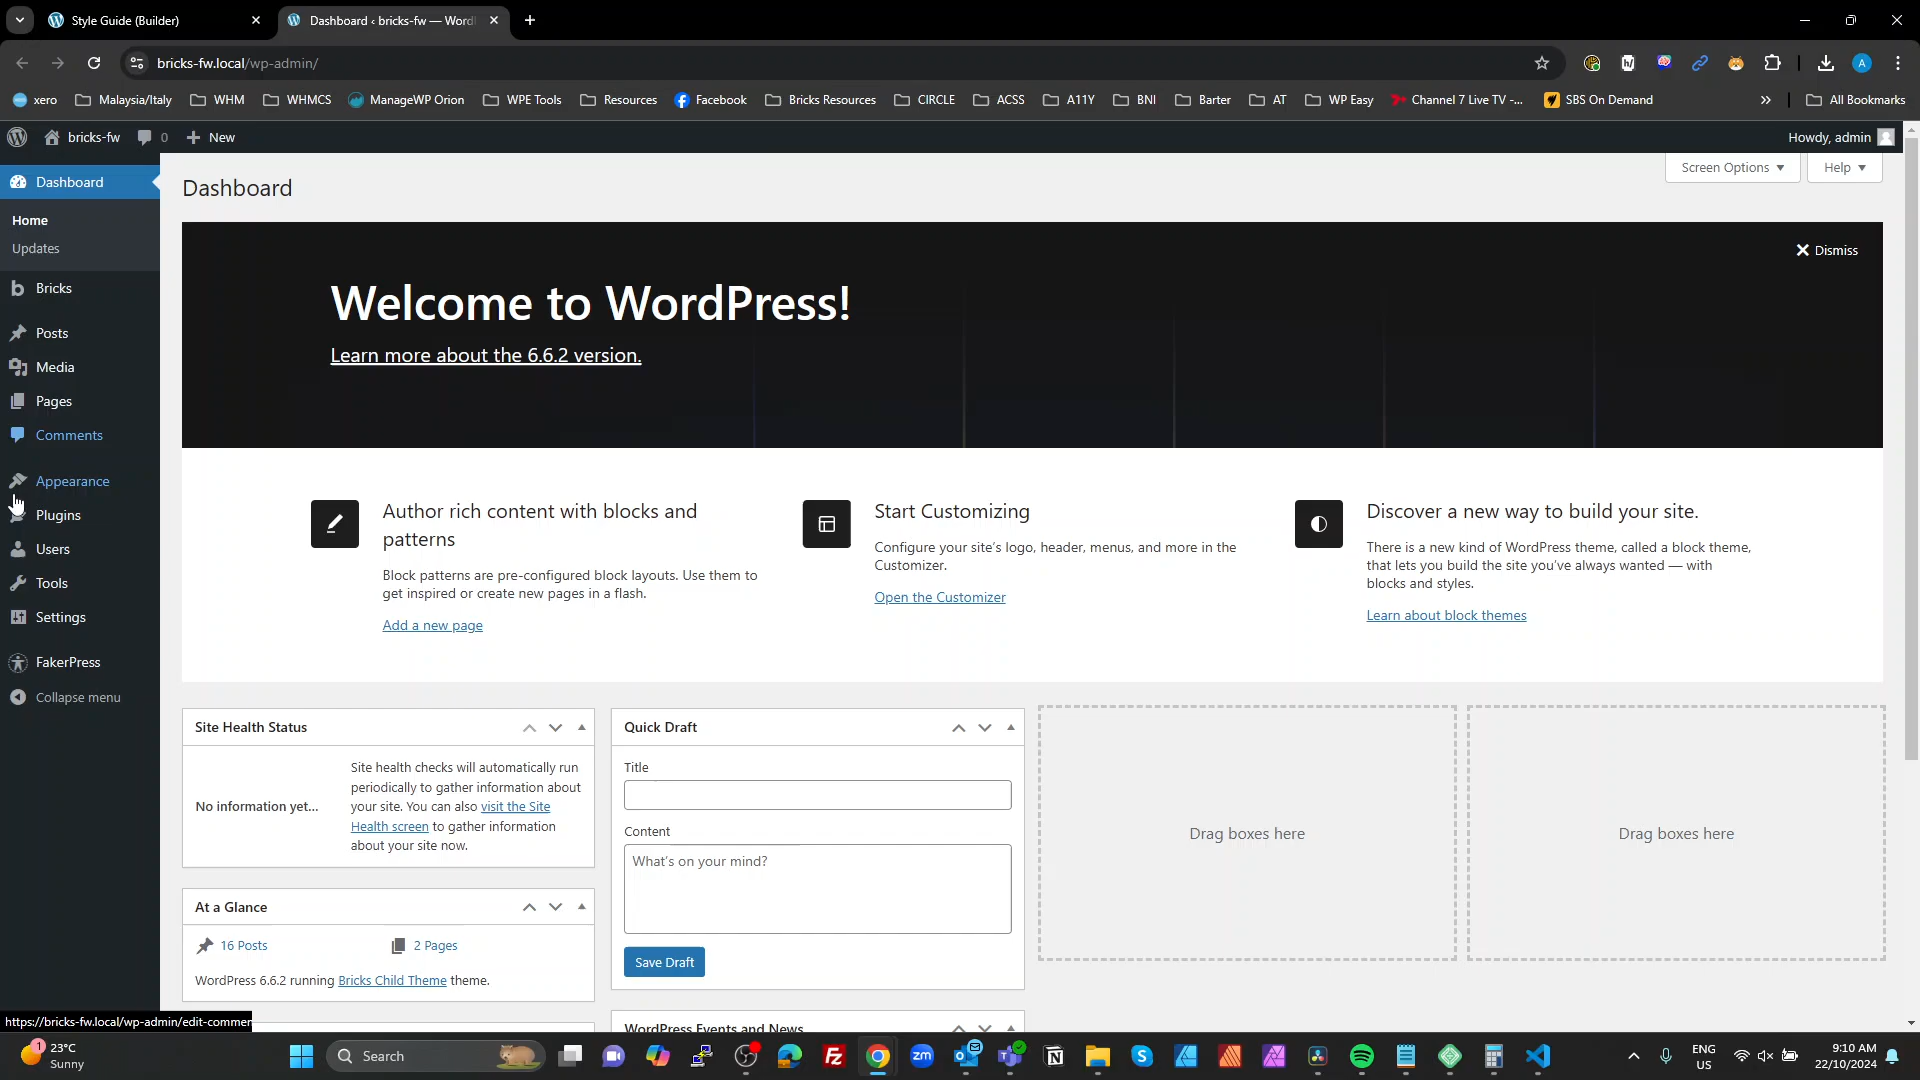 Style Guide (Builder)
Dashboard ‹ bricks-fw — Word
bricks-fw.local/wp-admin/
xero
Malaysia/Italy
WHM
WHMCS
ManageWP Orion
WPE Tools
Resources
Facebook
Bricks Resources
CIRCLE
ACSS
A11Y
BNI
Barter
AT
WP Easy
Channel 7 Live TV -...
SBS On Demand
All Bookmarks
bricks-fw
0
New
Howdy, admin
Dashboard
Home
Updates
Bricks
Posts
Media
Pages
Comments
Appearance
Plugins
Users
Tools
Settings
FakerPress
Collapse menu
Dashboard
Screen Options
Help
Dismiss
Welcome to WordPress!
Learn more about the 6.6.2 version.
Author rich content with blocks and
patterns
Block patterns are pre-configured block layouts. Use them to
get inspired or create new pages in a flash.
Add a new page
Start Customizing
Configure your site's logo, header, menus, and more in the
Customizer.
Open the Customizer
Discover a new way to build your site.
There is a new kind of WordPress theme, called a block theme,
that lets you build the site you've always wanted — with
blocks and styles.
Learn about block themes
Site Health Status
No information yet...
Site health checks will automatically run
periodically to gather information about
your site. You can also visit the Site
Health screen to gather information
about your site now.
At a Glance
16 Posts
2 Pages
WordPress 6.6.2 running Bricks Child Theme theme.
Quick Draft
Title
Content
What's on your mind?
Save Draft
WordPress Events and News
Drag boxes here
Drag boxes here
https://bricks-fw.local/wp-admin/edit-commen
1
23°C
Sunny
Search
zm
ENG
US
9:10 AM
22/10/2024